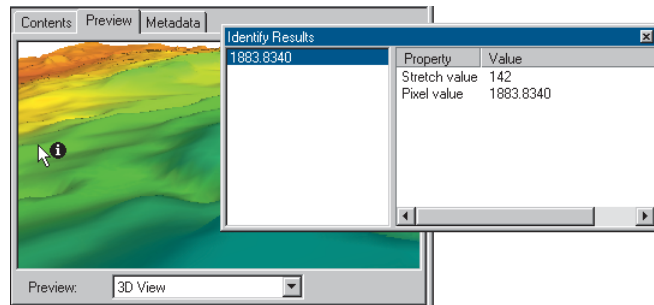 Contents Preview Metadata
Identify Results
1883.8340
Property Value
Stretch value 142
Pixel value 1883.8340
Preview: 3D View